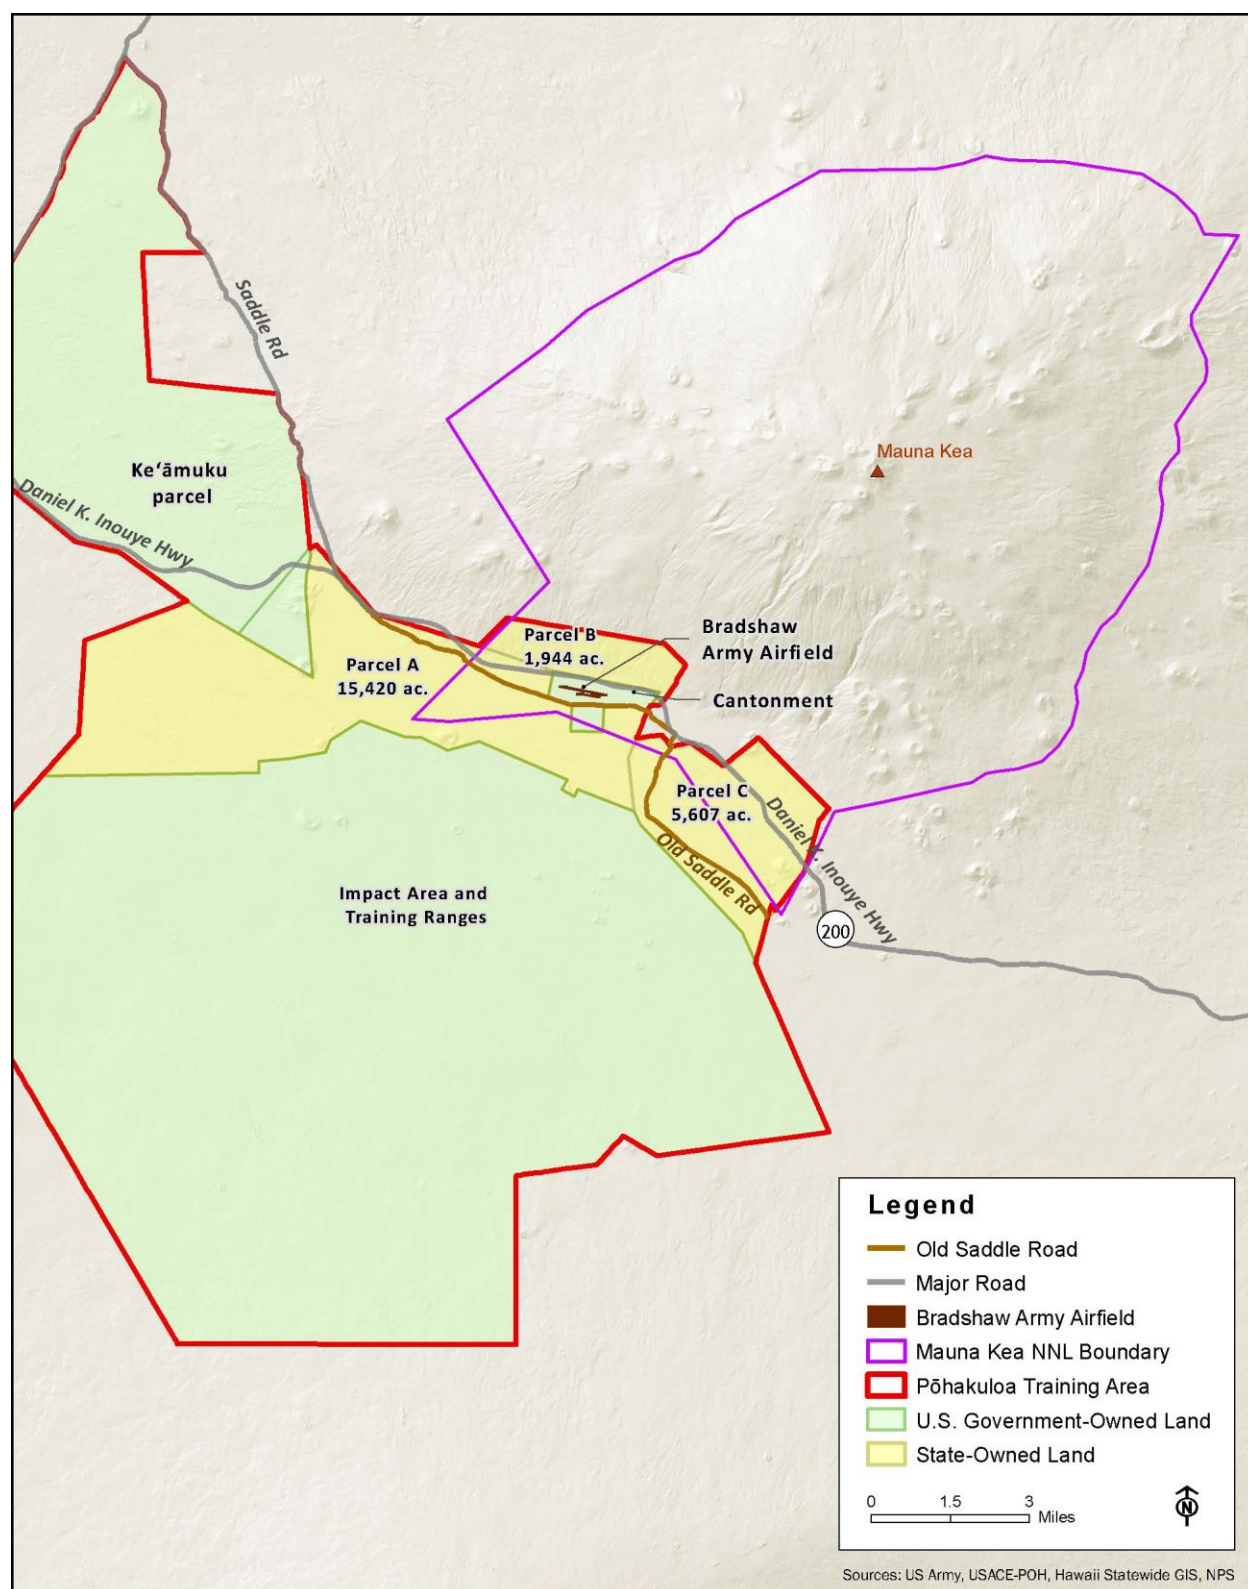 Saddle Rd
Mauna Kea
Keʻāmuku
parcel
Daniel K. Inouye Hwy
Bradshaw
Army Airfield
Parcel B
1,944 ac.
Parcel A
15,420 ac.
Cantonment
Parcel C
5,607 ac.
Daniel K. Inouye Hwy
Old Saddle Rd
Impact Area and
Training Ranges
200
Legend
Old Saddle Road
Major Road
Bradshaw Army Airfield
Mauna Kea NNL Boundary
Pōhakuloa Training Area
U.S. Government-Owned Land
State-Owned Land
0 1.5 3
Miles
N
Sources: US Army, USACE-POH, Hawaii Statewide GIS, NPS